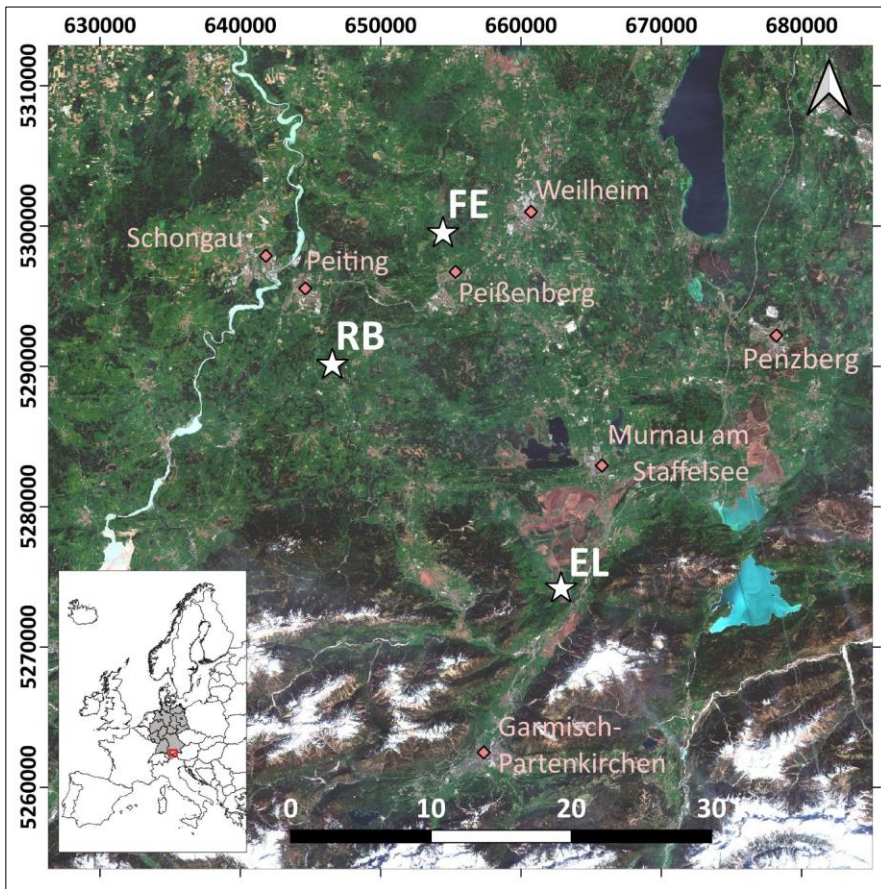 630000 640000 650000 660000 670000 680000
5310000
5300000
5290000
5280000
5270000
5260000
Weilheim
FE
Schongau
Peiting
Peißenberg
RB
Penzberg
Murnau am
Staffelsee
EL
Garmisch-
Partenkirchen
0 10 20 30